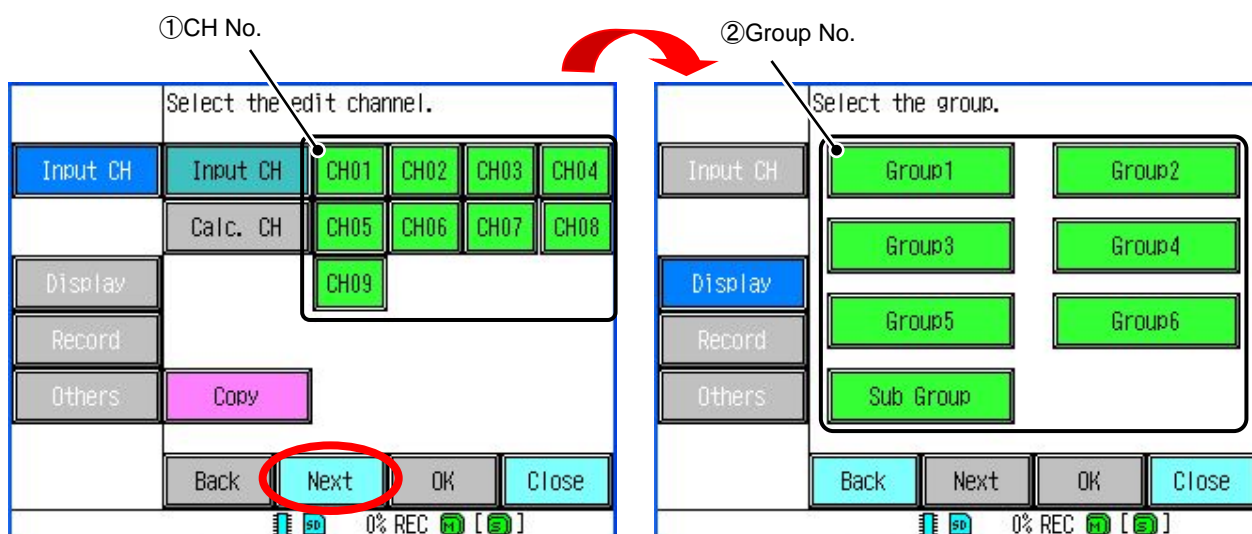 ①CH No.
②Group No.
Select the edit channel.
Input CH
Input CH
CH01
CH02
CH03
CH04
Calc. CH
CH05
CH06
CH07
CH08
Display
CH09
Record
Others
Copy
Back
Next
OK
Close
SD
0% REC M [S]
Select the group.
Input CH
Group1
Group2
Group3
Group4
Display
Group5
Group6
Record
Others
Sub Group
Back
Next
OK
Close
SD
0% REC M [S]